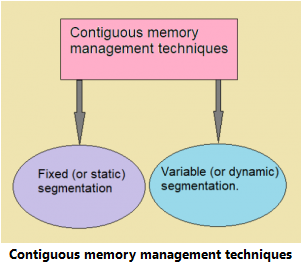 Contiguous memory
management techniques
Fixed (or static)
segmentation
Variable (or dynamic)
segmentation.
Contiguous memory management techniques